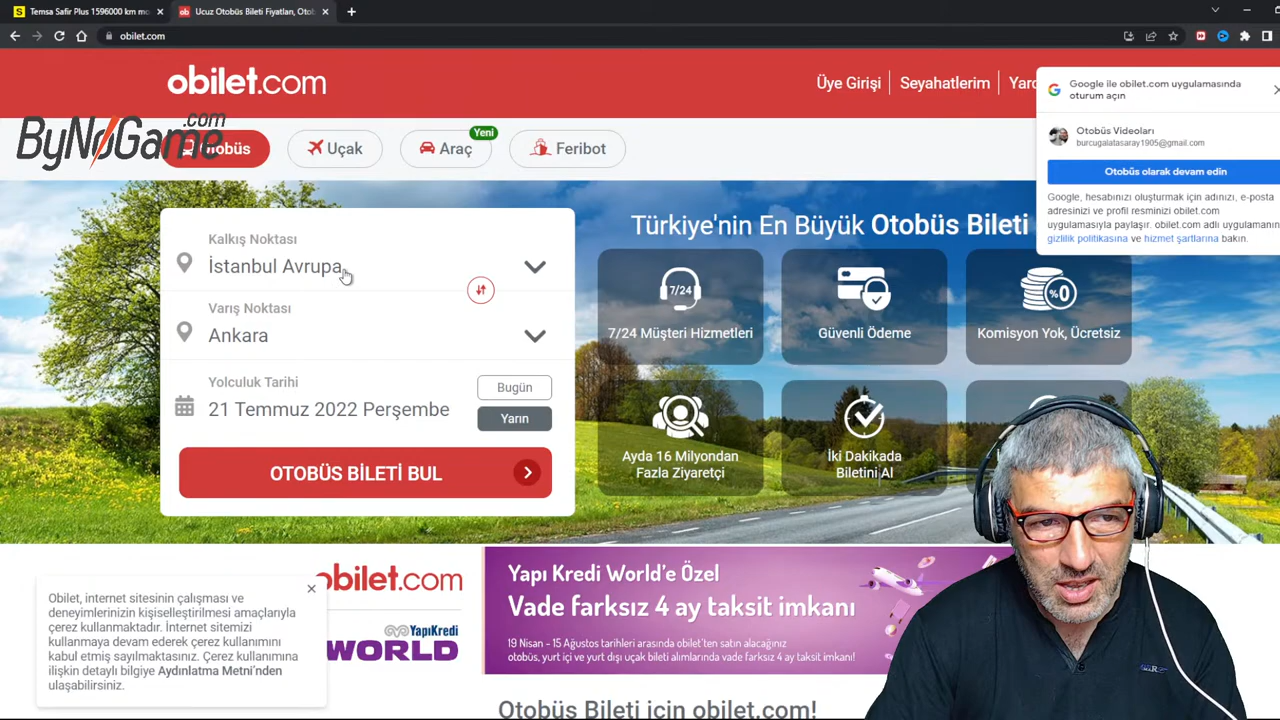 Temsa Safir Plus 1596000 km mo
Ucuz Otobüs Bileti Fiyatları, Otob
obilet.com
obilet.com
Üye Girişi
Seyahatlerim
Yard
ByNoGame.com
Otobüs
Uçak
Araç
Yeni
Feribot
Google ile obilet.com uygulamasında
oturum açın
Otobüs Videoları
burcugalatasaray1905@gmail.com
Otobüs olarak devam edin
Google, hesabınızı oluşturmak için adınızı, e-posta
adresinizi ve profil resminizi obilet.com
uygulamasıyla paylaşır. obilet.com adlı uygulamanın
gizlilik politikasına ve hizmet şartlarına bakın.
Kalkış Noktası
İstanbul Avrupa
Varış Noktası
Ankara
Yolculuk Tarihi
21 Temmuz 2022 Perşembe
Bugün
Yarın
OTOBÜS BİLETİ BUL
Türkiye'nin En Büyük Otobüs Bileti
7/24
7/24 Müşteri Hizmetleri
Güvenli Ödeme
%0
Komisyon Yok, Ücretsiz
Ayda 16 Milyondan
Fazla Ziyaretçi
İki Dakikada
Biletini Al
Obilet, internet sitesinin çalışması ve
deneyimlerinizin kişiselleştirilmesi amaçlarıyla
çerez kullanmaktadır. İnternet sitemizi
kullanmaya devam ederek çerez kullanımını
kabul etmiş sayılmaktasınız. Çerez kullanımına
ilişkin detaylı bilgiye Aydınlatma Metni'nden
ulaşabilirsiniz.
obilet.com
YapıKredi
WORLD
Yapı Kredi World'e Özel
Vade farksız 4 ay taksit imkanı
19 Nisan - 15 Ağustos tarihleri arasında obilet'ten satın alacağınız
otobüs, yurt içi ve yurt dışı uçak bileti alımlarında vade farksız 4 ay taksit imkanı!
Otobüs Bileti için obilet.com!